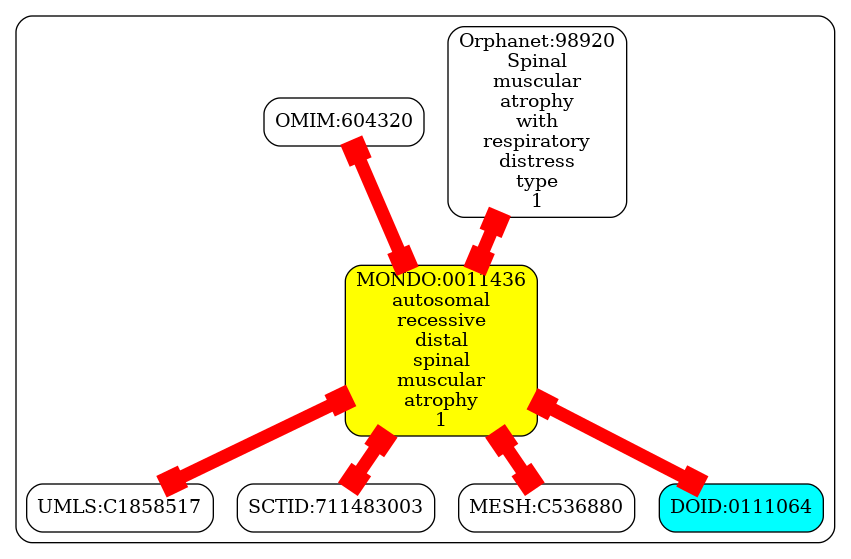 Orphanet:98920
Spinal
muscular
atrophy
with
respiratory
distress
type
1
OMIM:604320
MONDO:0011436
autosomal
recessive
distal
spinal
muscular
atrophy
1
UMLS:C1858517
SCTID:711483003
MESH:C536880
DOID:0111064